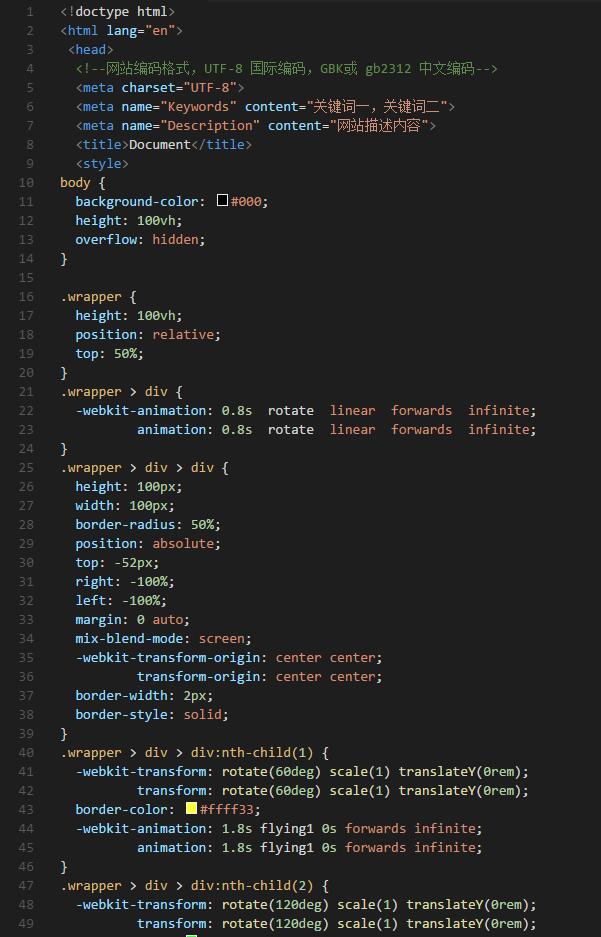 1 <!doctype html>
2 <html lang="en">
3 <head>
4 <!--网站编码格式，UTF-8 国际编码，GBK或 gb2312 中文编码-->
5 <meta charset="UTF-8">
6 <meta name="Keywords" content="关键词一，关键词二">
7 <meta name="Description" content="网站描述内容">
8 <title>Document</title>
9 <style>
10 body {
11 background-color: #000;
12 height: 100vh;
13 overflow: hidden;
14 }
15
16 .wrapper {
17 height: 100vh;
18 position: relative;
19 top: 50%;
20 }
21 .wrapper > div {
22 -webkit-animation: 0.8s rotate linear forwards infinite;
23 animation: 0.8s rotate linear forwards infinite;
24 }
25 .wrapper > div > div {
26 height: 100px;
27 width: 100px;
28 border-radius: 50%;
29 position: absolute;
30 top: -52px;
31 right: -100%;
32 left: -100%;
33 margin: 0 auto;
34 mix-blend-mode: screen;
35 -webkit-transform-origin: center center;
36 transform-origin: center center;
37 border-width: 2px;
38 border-style: solid;
39 }
40 .wrapper > div > div:nth-child(1) {
41 -webkit-transform: rotate(60deg) scale(1) translateY(0rem);
42 transform: rotate(60deg) scale(1) translateY(0rem);
43 border-color: #ffff33;
44 -webkit-animation: 1.8s flying1 0s forwards infinite;
45 animation: 1.8s flying1 0s forwards infinite;
46 }
47 .wrapper > div > div:nth-child(2) {
48 -webkit-transform: rotate(120deg) scale(1) translateY(0rem);
49 transform: rotate(120deg) scale(1) translateY(0rem);